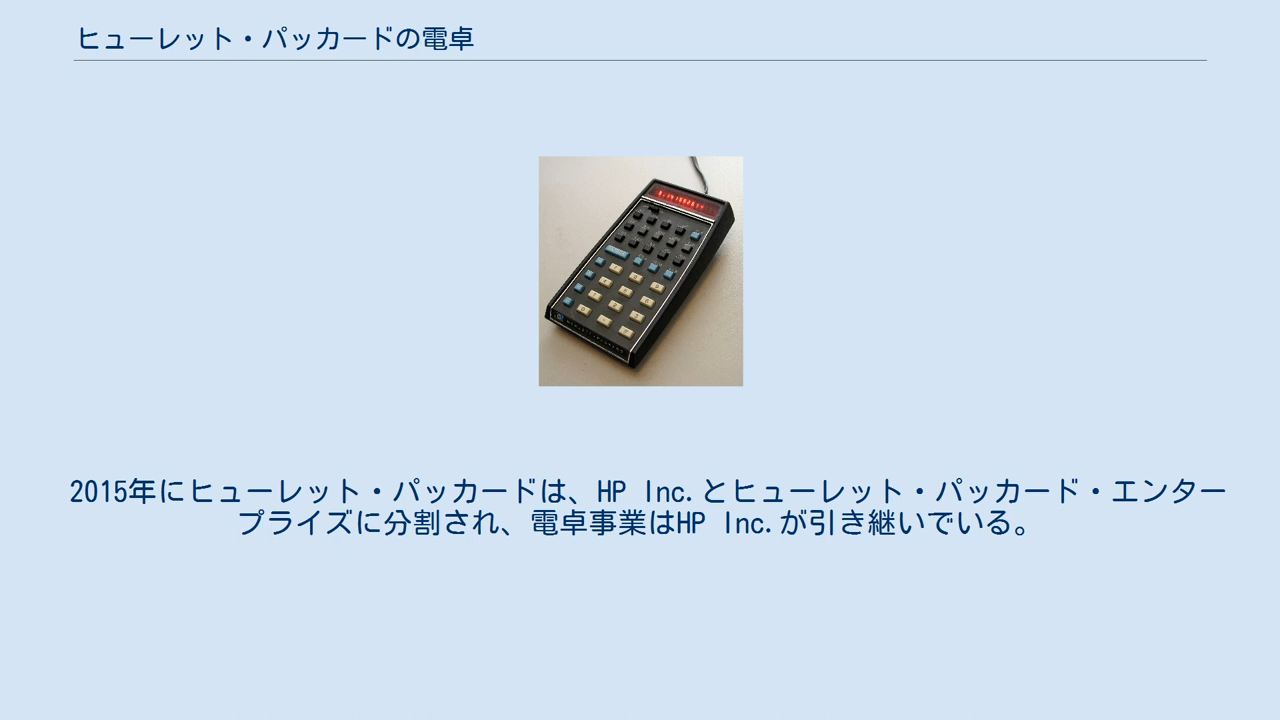 ヒューレット・パッカードの電卓
2015年にヒューレット・パッカードは、HP Inc.とヒューレット・パッカード・エンター
プライズに分割され、電卓事業はHP Inc.が引き継いでいる。